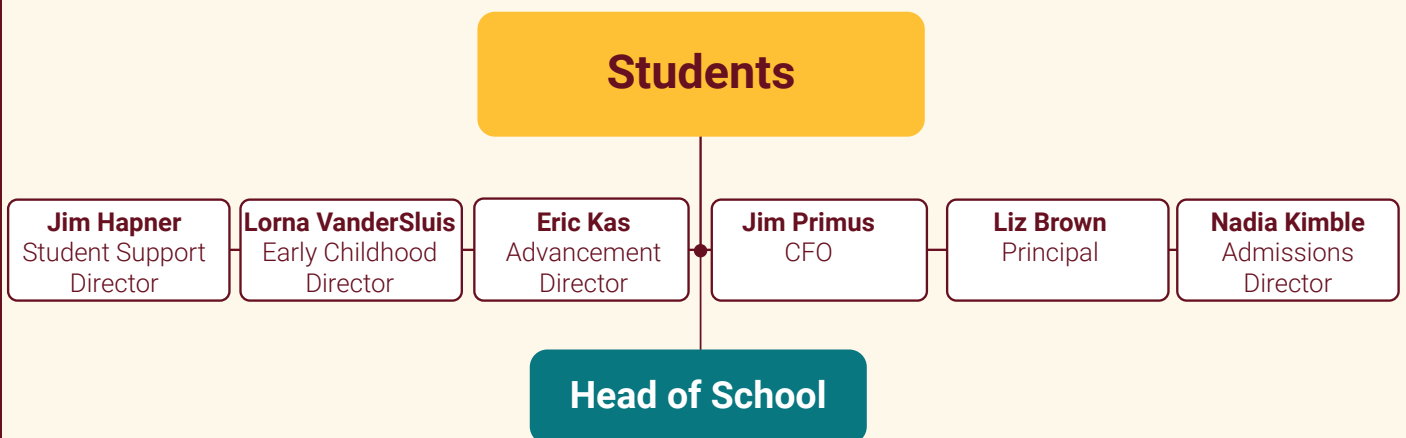 Students
Jim Hapner
Student Support
Director
Lorna VanderSluis
Early Childhood
Director
Eric Kas
Advancement
Director
Jim Primus
CFO
Liz Brown
Principal
Nadia Kimble
Admissions
Director
Head of School